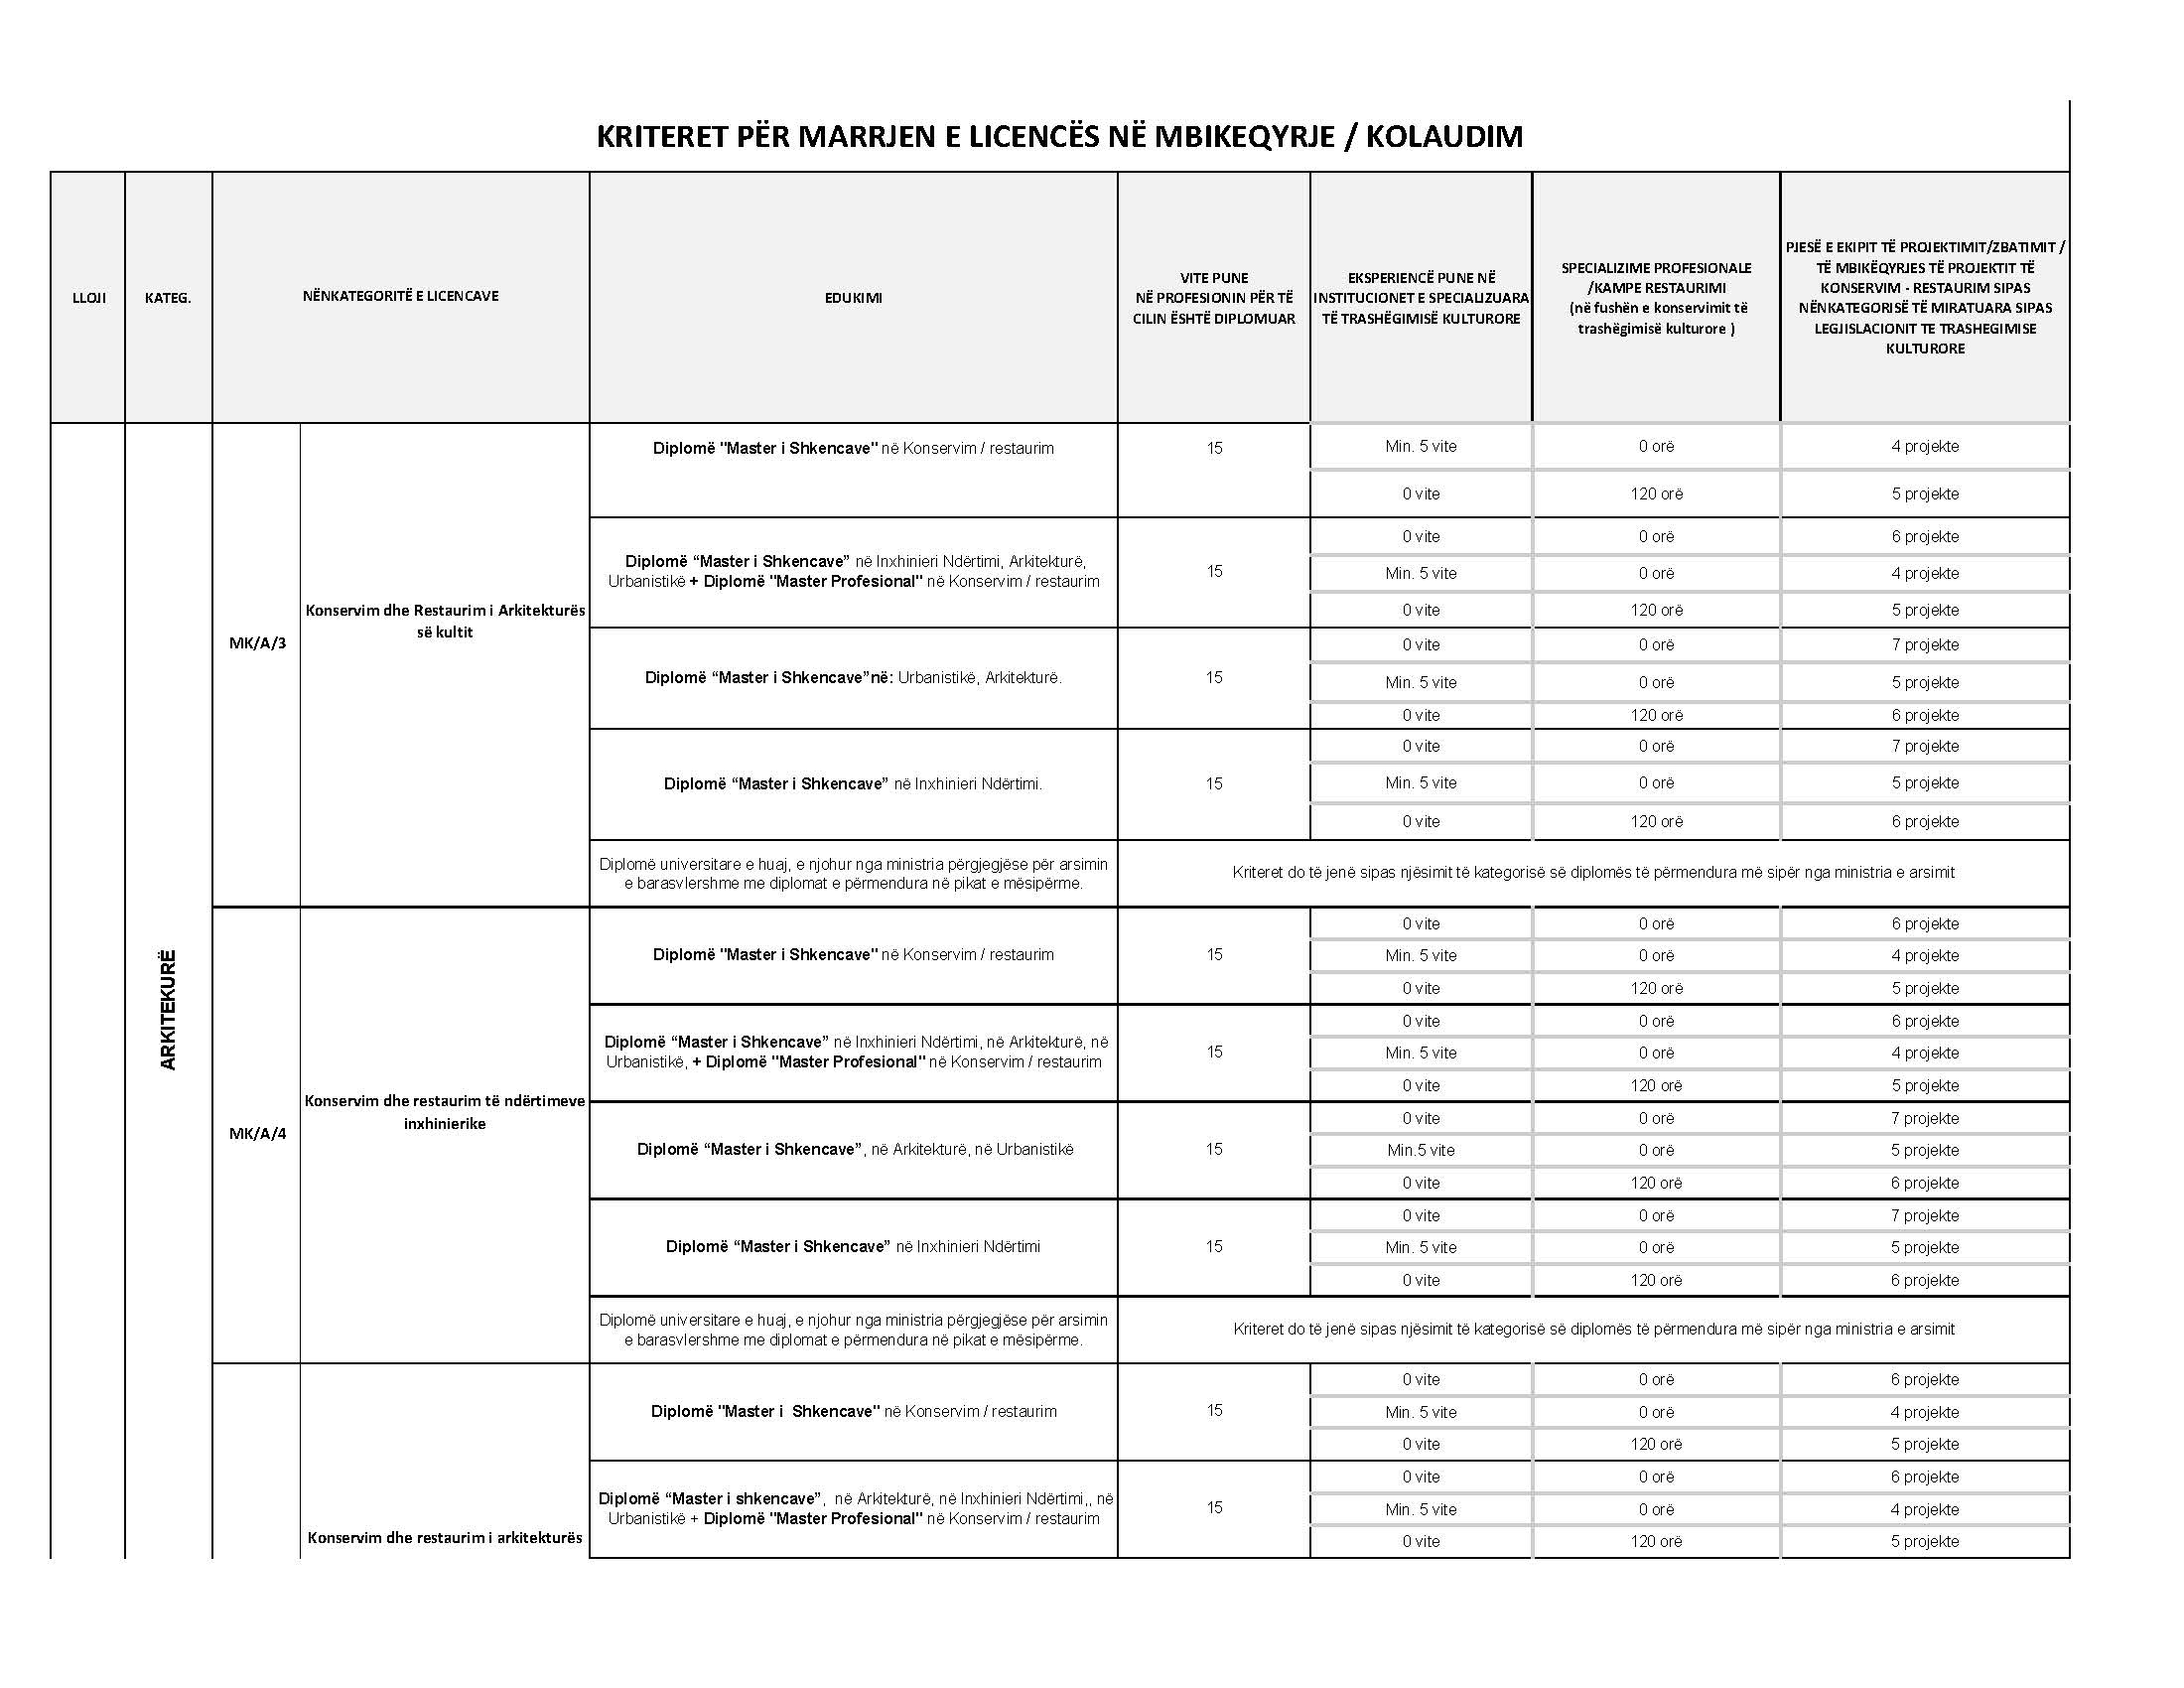 KRITERET PËR MARRJEN E LICENCËS NË MBIKEQYRJE / KOLAUDIM
LLOJI
KATEG.
NËNKATEGORITË E LICENCAVE
EDUKIMI
VITE PUNE
NË PROFESIONIN PËR TË
CILIN ËSHTË DIPLOMUAR
EKSPERIENCË PUNE NË
INSTITUCIONET E SPECIALIZUARA
TË TRASHËGIMISË KULTURORE
SPECIALIZIME PROFESIONALE
/KAMPE RESTAURIMI
(në fushën e konservimit të
trashëgimisë kulturore )
PJESË E EKIPIT TË PROJEKTIMIT/ZBATIMIT /
TË MBIKËQYRJES TË PROJEKTIT TË
KONSERVIM - RESTAURIM SIPAS
NËNKATEGORISË TË MIRATUARA SIPAS
LEGJISLACIONIT TE TRASHEGIMISE
KULTURORE
ARKITEKURË
MK/A/3
Konservim dhe Restaurim i Arkitekturës
së kultit
Diplomë "Master i Shkencave" në Konservim / restaurim
15
Min. 5 vite
0 orë
4 projekte
0 vite
120 orë
5 projekte
Diplomë “Master i Shkencave” në Inxhinieri Ndërtimi, Arkitekturë,
Urbanistikë + Diplomë "Master Profesional" në Konservim / restaurim
15
0 vite
0 orë
6 projekte
Min. 5 vite
0 orë
4 projekte
0 vite
120 orë
5 projekte
Diplomë “Master i Shkencave”në: Urbanistikë, Arkitekturë.
15
0 vite
0 orë
7 projekte
Min. 5 vite
0 orë
5 projekte
0 vite
120 orë
6 projekte
Diplomë “Master i Shkencave” në Inxhinieri Ndërtimi.
15
0 vite
0 orë
7 projekte
Min. 5 vite
0 orë
5 projekte
0 vite
120 orë
6 projekte
Diplomë universitare e huaj, e njohur nga ministria përgjegjëse për arsimin
e barasvlershme me diplomat e përmendura në pikat e mësipërme.
Kriteret do të jenë sipas njësimit të kategorisë së diplomës të përmendura më sipër nga ministria e arsimit
MK/A/4
Konservim dhe restaurim të ndërtimeve
inxhinierike
Diplomë "Master i Shkencave" në Konservim / restaurim
15
0 vite
0 orë
6 projekte
Min. 5 vite
0 orë
4 projekte
0 vite
120 orë
5 projekte
Diplomë “Master i Shkencave” në Inxhinieri Ndërtimi, në Arkitekturë, në
Urbanistikë, + Diplomë "Master Profesional" në Konservim / restaurim
15
0 vite
0 orë
6 projekte
Min. 5 vite
0 orë
4 projekte
0 vite
120 orë
5 projekte
Diplomë “Master i Shkencave”, në Arkitekturë, në Urbanistikë
15
0 vite
0 orë
7 projekte
Min.5 vite
0 orë
5 projekte
0 vite
120 orë
6 projekte
Diplomë “Master i Shkencave” në Inxhinieri Ndërtimi
15
0 vite
0 orë
7 projekte
Min. 5 vite
0 orë
5 projekte
0 vite
120 orë
6 projekte
Diplomë universitare e huaj, e njohur nga ministria përgjegjëse për arsimin
e barasvlershme me diplomat e përmendura në pikat e mësipërme.
Kriteret do të jenë sipas njësimit të kategorisë së diplomës të përmendura më sipër nga ministria e arsimit
Konservim dhe restaurim i arkitekturës
Diplomë "Master i  Shkencave" në Konservim / restaurim
15
0 vite
0 orë
6 projekte
Min. 5 vite
0 orë
4 projekte
0 vite
120 orë
5 projekte
Diplomë “Master i shkencave”,  në Arkitekturë, në Inxhinieri Ndërtimi,, në
Urbanistikë + Diplomë "Master Profesional" në Konservim / restaurim
15
0 vite
0 orë
6 projekte
Min. 5 vite
0 orë
4 projekte
0 vite
120 orë
5 projekte